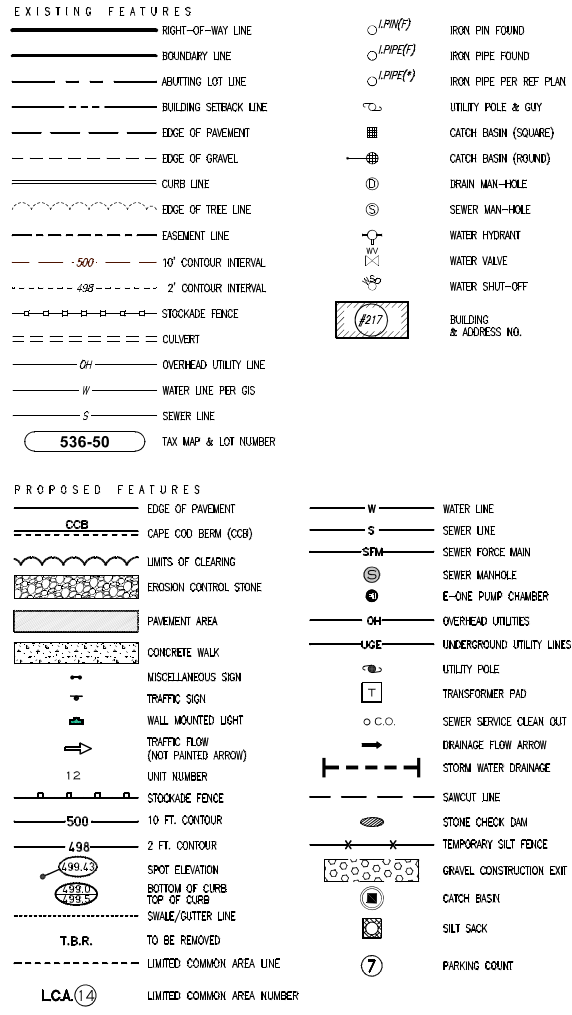 EXISTING FEATURES
RIGHT-OF-WAY LINE
BOUNDARY LINE
ABUTTING LOT LINE
BUILDING SETBACK LINE
EDGE OF PAVEMENT
EDGE OF GRAVEL
CURB LINE
EDGE OF TREE LINE
EASEMENT LINE
500 10' CONTOUR INTERVAL
498 2' CONTOUR INTERVAL
STOCKADE FENCE
CULVERT
OH OVERHEAD UTILITY LINE
W WATER LINE PER GIS
S SEWER LINE
536-50 TAX MAP & LOT NUMBER
I.PIN(F) IRON PIN FOUND
I.PIPE(F) IRON PIPE FOUND
I.PIPE(*) IRON PIPE PER REF PLAN
UTILITY POLE & GUY
CATCH BASIN (SQUARE)
CATCH BASIN (ROUND)
D DRAIN MAN-HOLE
S SEWER MAN-HOLE
WATER HYDRANT
WV WATER VALVE
WATER SHUT-OFF
#217 BUILDING
& ADDRESS NO.
PROPOSED FEATURES
EDGE OF PAVEMENT
CCB CAPE COD BERM (CCB)
LIMITS OF CLEARING
EROSION CONTROL STONE
PAVEMENT AREA
CONCRETE WALK
MISCELLANEOUS SIGN
TRAFFIC SIGN
WALL MOUNTED LIGHT
TRAFFIC FLOW
(NOT PAINTED ARROW)
12 UNIT NUMBER
STOCKADE FENCE
500 10 FT. CONTOUR
498 2 FT. CONTOUR
499.43 SPOT ELEVATION
499.0 BOTTOM OF CURB
499.5 TOP OF CURB
SWALE/GUTTER LINE
T.B.R. TO BE REMOVED
LIMITED COMMON AREA LINE
L.C.A. 14 LIMITED COMMON AREA NUMBER
W WATER LINE
S SEWER LINE
SFM SEWER FORCE MAIN
S SEWER MANHOLE
E-ONE PUMP CHAMBER
OH OVERHEAD UTILITIES
UGE UNDERGROUND UTILITY LINES
UTILITY POLE
T TRANSFORMER PAD
C.O. SEWER SERVICE CLEAN OUT
DRAINAGE FLOW ARROW
STORM WATER DRAINAGE
SAWCUT LINE
STONE CHECK DAM
TEMPORARY SILT FENCE
GRAVEL CONSTRUCTION EXIT
CATCH BASIN
SILT SACK
7 PARKING COUNT